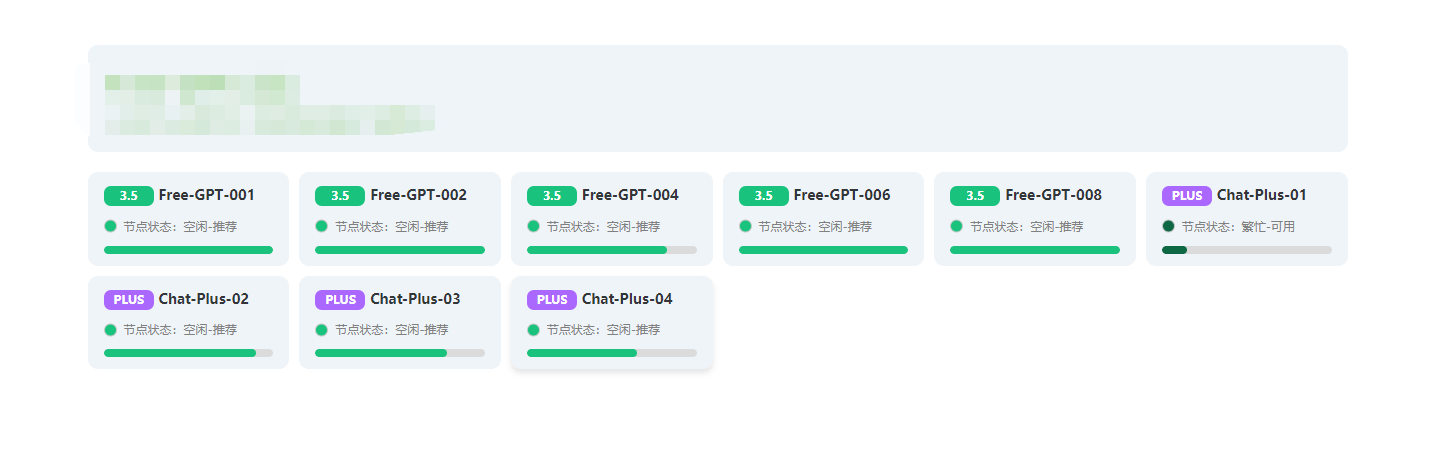 3.5 Free-GPT-001
节点状态：空闲-推荐
3.5 Free-GPT-002
节点状态：空闲-推荐
3.5 Free-GPT-004
节点状态：空闲-推荐
3.5 Free-GPT-006
节点状态：空闲-推荐
3.5 Free-GPT-008
节点状态：空闲-推荐
PLUS Chat-Plus-01
节点状态：繁忙-可用
PLUS Chat-Plus-02
节点状态：空闲-推荐
PLUS Chat-Plus-03
节点状态：空闲-推荐
PLUS Chat-Plus-04
节点状态：空闲-推荐